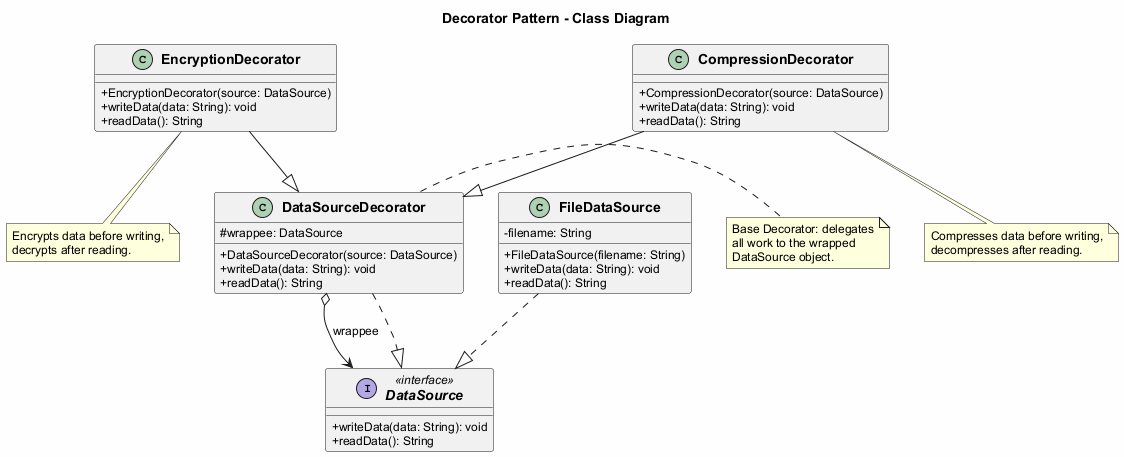 Decorator Pattern - Class Diagram
C EncryptionDecorator
+EncryptionDecorator(source: DataSource)
+writeData(data: String): void
+readData(): String
C CompressionDecorator
+CompressionDecorator(source: DataSource)
+writeData(data: String): void
+readData(): String
Encrypts data before writing,
decrypts after reading.
C DataSourceDecorator
#wrappee: DataSource
+DataSourceDecorator(source: DataSource)
+writeData(data: String): void
+readData(): String
C FileDataSource
-filename: String
+FileDataSource(filename: String)
+writeData(data: String): void
+readData(): String
Base Decorator: delegates
all work to the wrapped
DataSource object.
Compresses data before writing,
decompresses after reading.
wrappee
I «interface»
DataSource
+writeData(data: String): void
+readData(): String